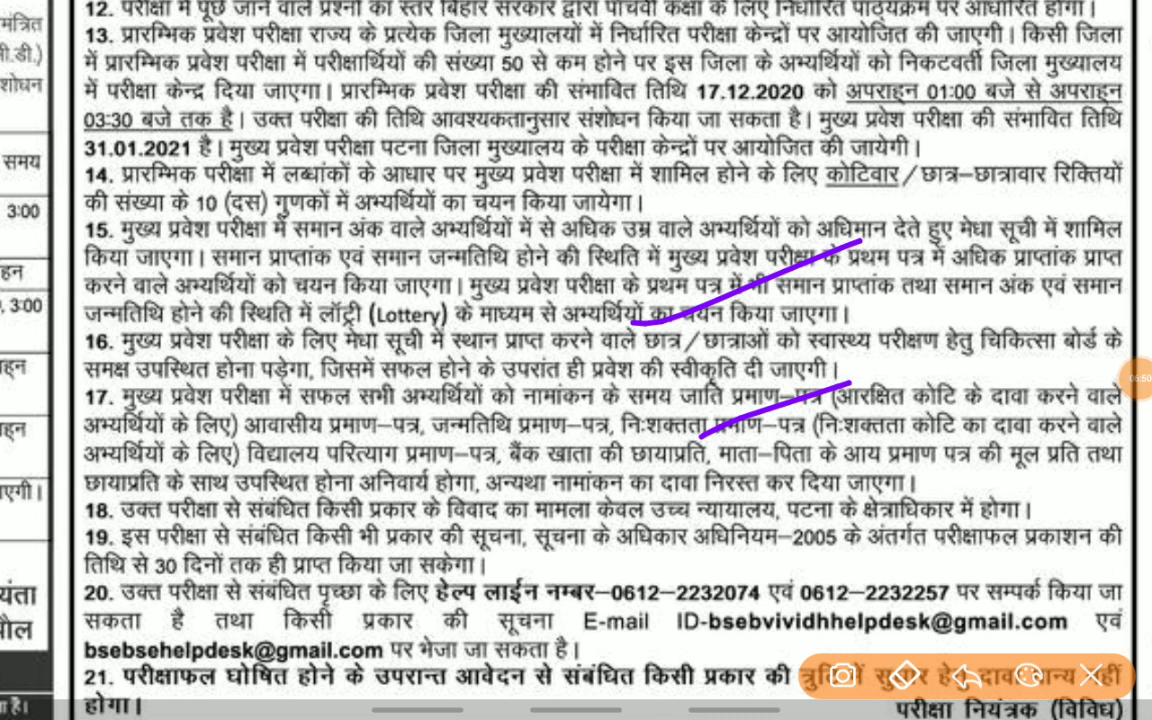 12. परीक्षा में पूछे जाने वाले प्रश्नों का स्तर बिहार सरकार द्वारा पाँचवीं कक्षा के लिए निर्धारित पाठ्यक्रम पर आधारित होगा।
13. प्रारम्भिक प्रवेश परीक्षा राज्य के प्रत्येक जिला मुख्यालयों में निर्धारित परीक्षा केन्द्रों पर आयोजित की जाएगी। किसी जिला
में प्रारम्भिक प्रवेश परीक्षा में परीक्षार्थियों की संख्या 50 से कम होने पर इस जिला के अभ्यर्थियों को निकटवर्ती जिला मुख्यालय
में परीक्षा केन्द्र दिया जाएगा। प्रारम्भिक प्रवेश परीक्षा की संभावित तिथि 17.12.2020 को अपराह्न 01:00 बजे से अपराह्न
03:30 बजे तक है। उक्त परीक्षा की तिथि आवश्यकतानुसार संशोधन किया जा सकता है। मुख्य प्रवेश परीक्षा की संभावित तिथि
31.01.2021 है। मुख्य प्रवेश परीक्षा पटना जिला मुख्यालय के परीक्षा केन्द्रों पर आयोजित की जायेगी।
14. प्रारम्भिक परीक्षा में लब्धांकों के आधार पर मुख्य प्रवेश परीक्षा में शामिल होने के लिए कोटिवार/छात्र–छात्रावार रिक्तियों
की संख्या के 10 (दस) गुणकों में अभ्यर्थियों का चयन किया जायेगा।
15. मुख्य प्रवेश परीक्षा में समान अंक वाले अभ्यर्थियों में से अधिक उम्र वाले अभ्यर्थियों को अधिमान देते हुए मेधा सूची में शामिल
किया जाएगा। समान प्राप्तांक एवं समान जन्मतिथि होने की स्थिति में मुख्य प्रवेश परीक्षा के प्रथम पत्र में अधिक प्राप्तांक प्राप्त
करने वाले अभ्यर्थियों को चयन किया जाएगा। मुख्य प्रवेश परीक्षा के प्रथम पत्र में भी समान प्राप्तांक तथा समान अंक एवं समान
जन्मतिथि होने की स्थिति में लॉट्री (Lottery) के माध्यम से अभ्यर्थियों का चयन किया जाएगा।
16. मुख्य प्रवेश परीक्षा के लिए मेधा सूची में स्थान प्राप्त करने वाले छात्र/छात्राओं को स्वास्थ्य परीक्षण हेतु चिकित्सा बोर्ड के
समक्ष उपस्थित होना पड़ेगा, जिसमें सफल होने के उपरांत ही प्रवेश की स्वीकृति दी जाएगी।
17. मुख्य प्रवेश परीक्षा में सफल सभी अभ्यर्थियों को नामांकन के समय जाति प्रमाण–पत्र (आरक्षित कोटि के दावा करने वाले
अभ्यर्थियों के लिए) आवासीय प्रमाण–पत्र, जन्मतिथि प्रमाण–पत्र, निःशक्तता प्रमाण–पत्र (निःशक्तता कोटि का दावा करने वाले
अभ्यर्थियों के लिए) विद्यालय परित्याग प्रमाण–पत्र, बैंक खाता की छायाप्रति, माता–पिता के आय प्रमाण पत्र की मूल प्रति तथा
छायाप्रति के साथ उपस्थित होना अनिवार्य होगा, अन्यथा नामांकन का दावा निरस्त कर दिया जाएगा।
18. उक्त परीक्षा से संबंधित किसी प्रकार के विवाद का मामला केवल उच्च न्यायालय, पटना के क्षेत्राधिकार में होगा।
19. इस परीक्षा से संबंधित किसी भी प्रकार की सूचना, सूचना के अधिकार अधिनियम–2005 के अंतर्गत परीक्षाफल प्रकाशन की
तिथि से 30 दिनों तक ही प्राप्त किया जा सकेगा।
20. उक्त परीक्षा से संबंधित पृच्छा के लिए हेल्प लाईन नम्बर–0612–2232074 एवं 0612–2232257 पर सम्पर्क किया जा
सकता है तथा किसी प्रकार की सूचना E-mail ID-bsebvividhhelpdesk@gmail.com एवं
bsebsehelpdesk@gmail.com पर भेजा जा सकता है।
21. परीक्षाफल घोषित होने के उपरान्त आवेदन से संबंधित किसी प्रकार की त्रुटि में सुधार हेतु दावा मान्य नहीं
होगा।
परीक्षा नियंत्रक (विविध)
मंत्रित
सी.डी.)
शोधन
समय
3:00
हन
, 3:00
हन
हन
एगी।
यंता
पौल
ा है।
06:50